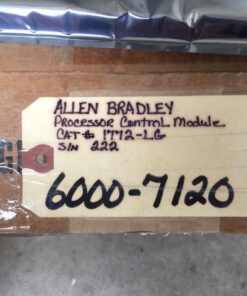 ALLEN BRADLEY
PROCESSOR CONTROL MODULE
CAT# 1772-LG
S/N 222
6000-7120